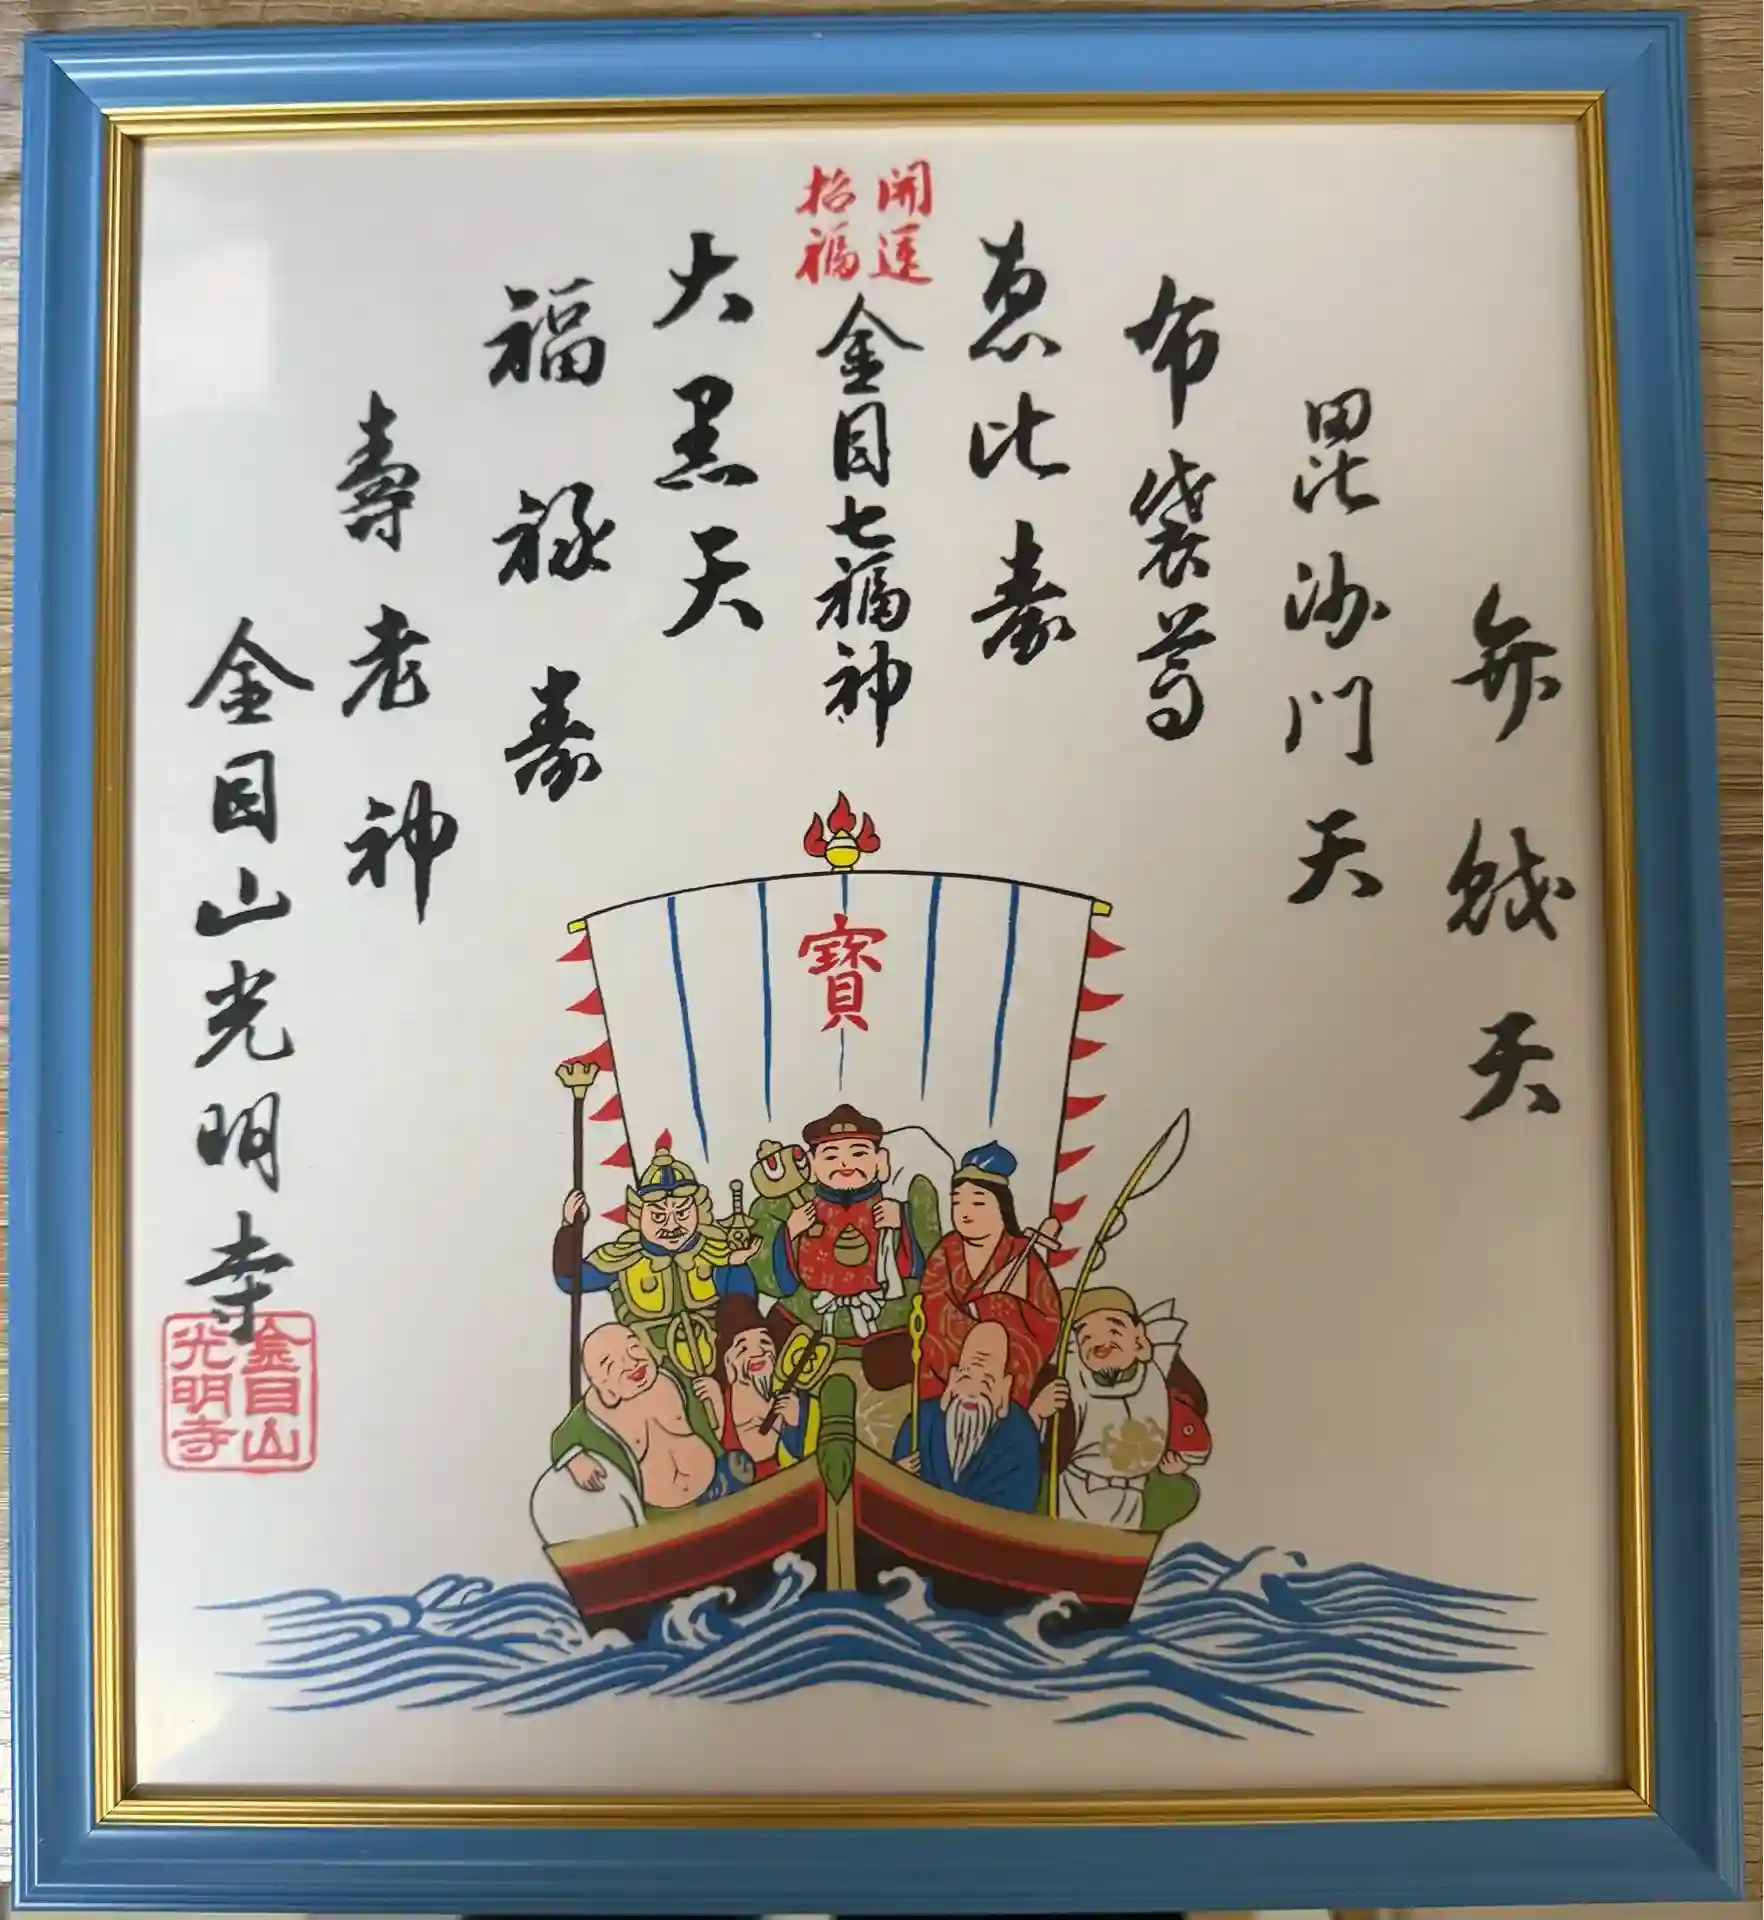 弁財天
毘沙門天
布袋尊
恵比寿
開運
招福
金目七福神
大黒天
福禄寿
壽老神
金目山光明寺
金目山
光明寺
寳